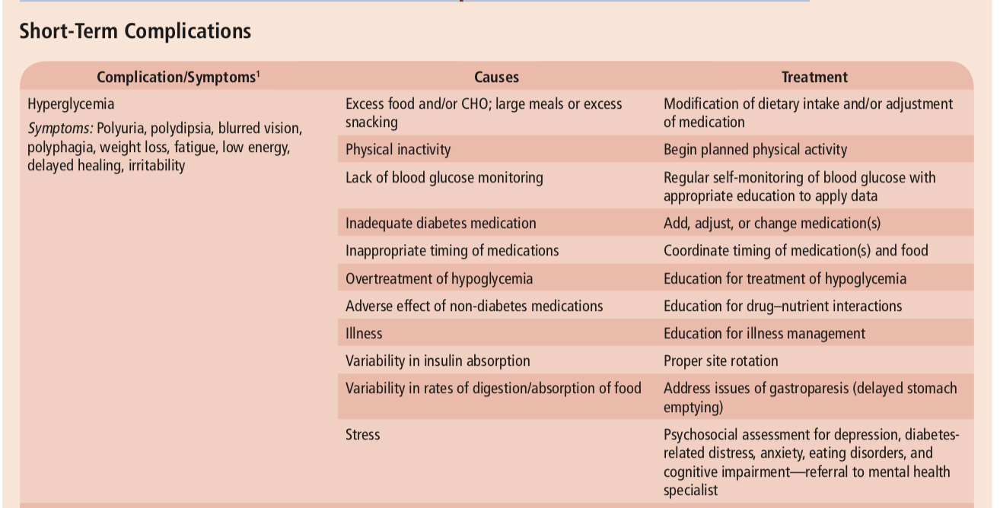 Short-Term Complications
Complication/Symptoms¹ Causes Treatment
Hyperglycemia
Symptoms: Polyuria, polydipsia, blurred vision,
polyphagia, weight loss, fatigue, low energy,
delayed healing, irritability
Excess food and/or CHO; large meals or excess
snacking
Modification of dietary intake and/or adjustment
of medication
Physical inactivity
Begin planned physical activity
Lack of blood glucose monitoring
Regular self-monitoring of blood glucose with
appropriate education to apply data
Inadequate diabetes medication
Add, adjust, or change medication(s)
Inappropriate timing of medications
Coordinate timing of medication(s) and food
Overtreatment of hypoglycemia
Education for treatment of hypoglycemia
Adverse effect of non-diabetes medications
Education for drug–nutrient interactions
Illness
Education for illness management
Variability in insulin absorption
Proper site rotation
Variability in rates of digestion/absorption of food
Address issues of gastroparesis (delayed stomach
emptying)
Stress
Psychosocial assessment for depression, diabetes-
related distress, anxiety, eating disorders, and
cognitive impairment—referral to mental health
specialist